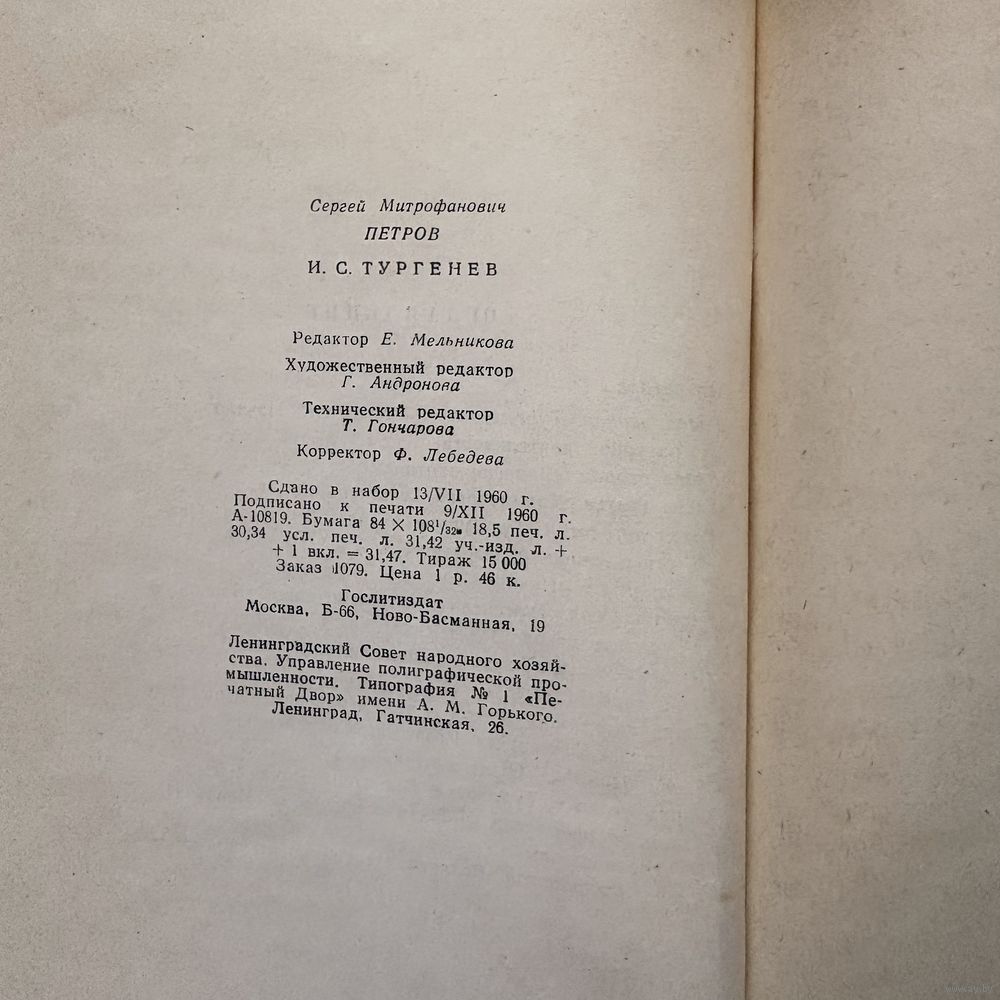 Сергей Митрофанович
ПЕТРОВ
И. С. ТУРГЕНЕВ
Редактор Е. Мельникова
Художественный редактор
Г. Андронова
Технический редактор
Т. Гончарова
Корректор Ф. Лебедева
Сдано в набор 13/VII 1960 г.
Подписано к печати 9/XII 1960 г.
А-10819. Бумага 84 × 108¹/₃₂. 18,5 печ. л.
30,34 усл. печ. л. 31,42 уч.-изд. л. +
+ 1 вкл. = 31,47. Тираж 15 000
Заказ 1079. Цена 1 р. 46 к.
Гослитиздат
Москва, Б-66, Ново-Басманная, 19
Ленинградский Совет народного хозяй-
ства. Управление полиграфической про-
мышленности. Типография № 1 «Пе-
чатный Двор» имени А. М. Горького.
Ленинград, Гатчинская, 26.